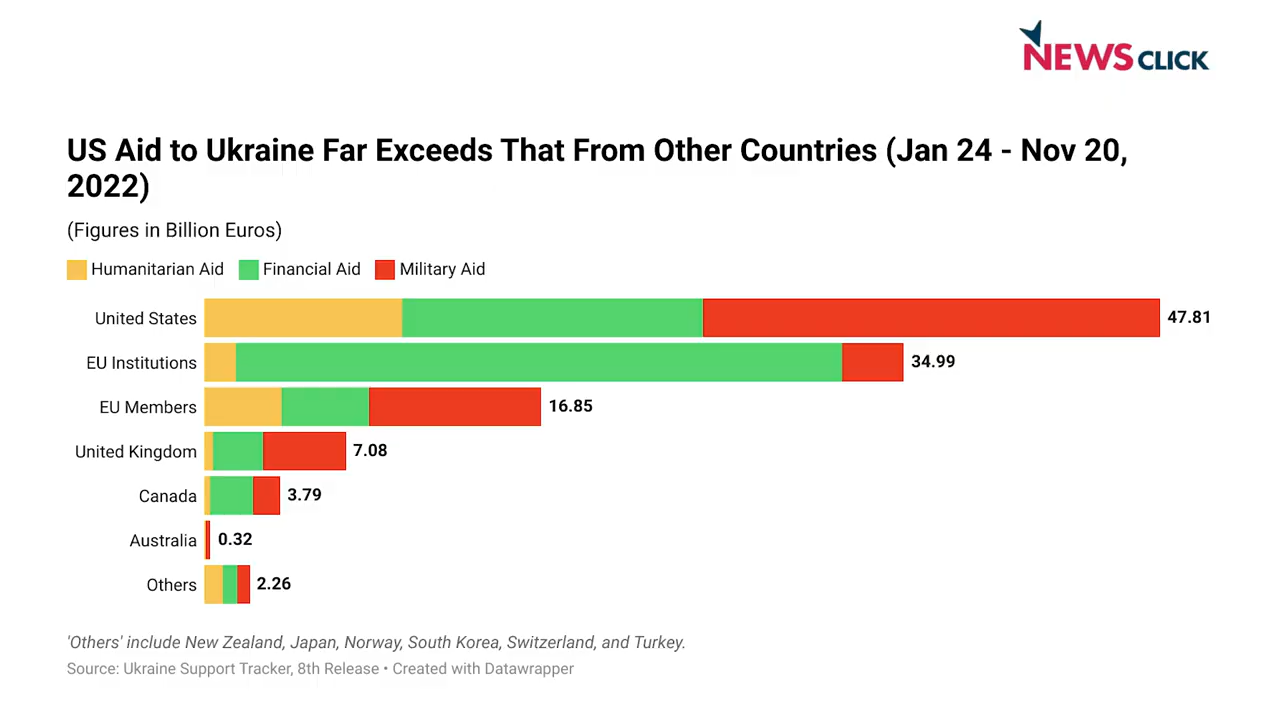 NEWS CLICK
US Aid to Ukraine Far Exceeds That From Other Countries (Jan 24 - Nov 20,
2022)
(Figures in Billion Euros)
Humanitarian Aid Financial Aid Military Aid
United States 47.81
EU Institutions 34.99
EU Members 16.85
United Kingdom 7.08
Canada 3.79
Australia 0.32
Others 2.26
'Others' include New Zealand, Japan, Norway, South Korea, Switzerland, and Turkey.
Source: Ukraine Support Tracker, 8th Release • Created with Datawrapper